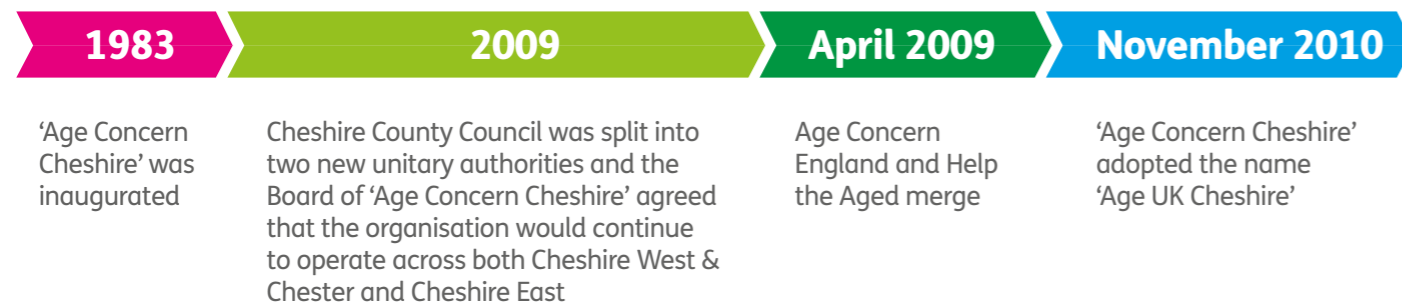 1983
2009
April 2009
November 2010
‘Age Concern
Cheshire’ was
inaugurated
Cheshire County Council was split into
two new unitary authorities and the
Board of ‘Age Concern Cheshire’ agreed
that the organisation would continue
to operate across both Cheshire West &
Chester and Cheshire East
Age Concern
England and Help
the Aged merge
‘Age Concern Cheshire’
adopted the name
‘Age UK Cheshire’